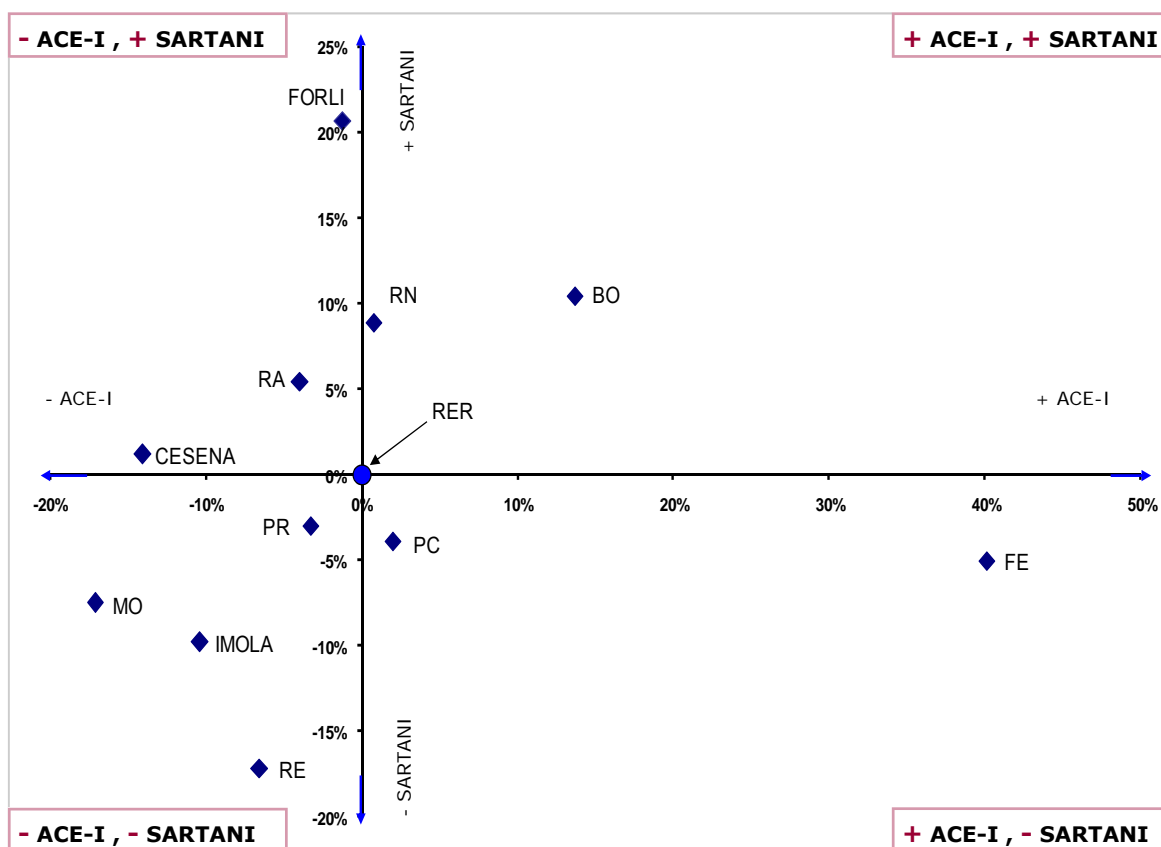 - ACE-I , + SARTANI
+ ACE-I , + SARTANI
25%
+ SARTANI
FORLI
20%
15%
10%
RN
BO
5%
RA
- ACE-I
+ ACE-I
RER
CESENA
0%
-20%
-10%
0%
10%
20%
30%
40%
50%
PR
PC
-5%
FE
MO
-10%
IMOLA
-15%
RE
- SARTANI
-20%
- ACE-I , - SARTANI
+ ACE-I , - SARTANI